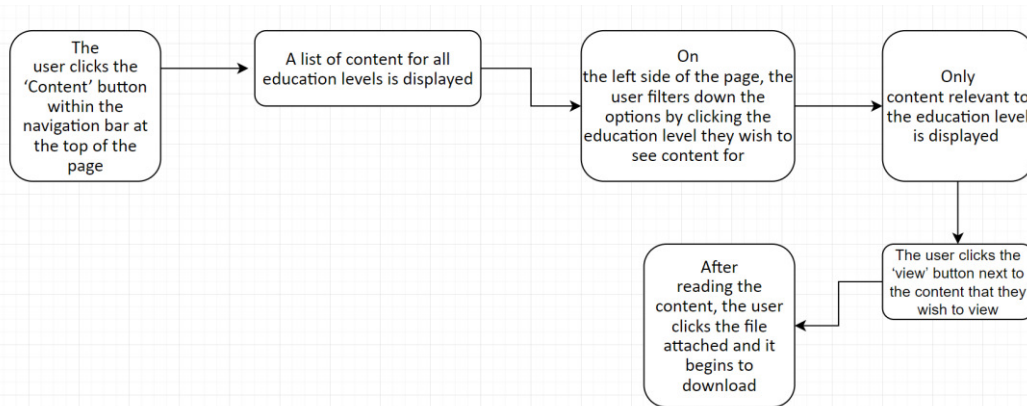 The
user clicks the
‘Content’ button
within the
navigation bar at
the top of the
page
A list of content for all
education levels is displayed
On
the left side of the page, the
user filters down the
options by clicking the
education level they wish to
see content for
Only
content relevant to
the education level
is displayed
The user clicks the
‘view’ button next to
the content that they
wish to view
After
reading the
content, the user
clicks the file
attached and it
begins to
download